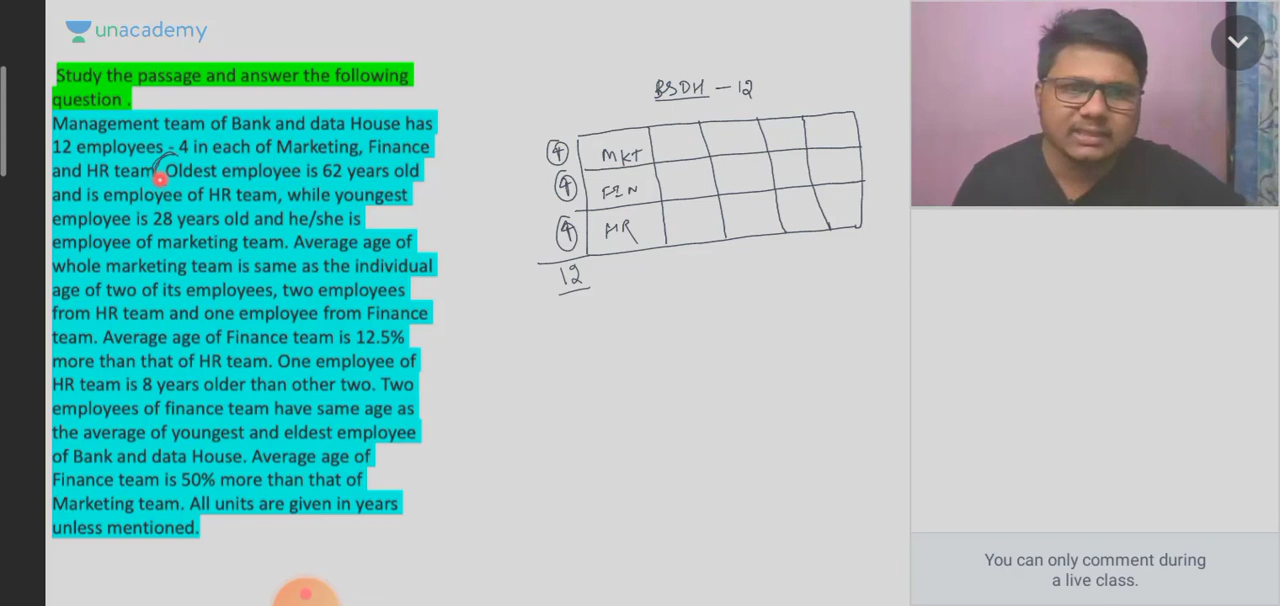 unacademy
Study the passage and answer the following
question .
Management team of Bank and data House has
12 employees - 4 in each of Marketing, Finance
and HR team. Oldest employee is 62 years old
and is employee of HR team, while youngest
employee is 28 years old and he/she is
employee of marketing team. Average age of
whole marketing team is same as the individual
age of two of its employees, two employees
from HR team and one employee from Finance
team. Average age of Finance team is 12.5%
more than that of HR team. One employee of
HR team is 8 years older than other two. Two
employees of finance team have same age as
the average of youngest and eldest employee
of Bank and data House. Average age of
Finance team is 50% more than that of
Marketing team. All units are given in years
unless mentioned.
BSDH - 12
4 MKT
4 FIN
4 HR
12
You can only comment during
a live class.